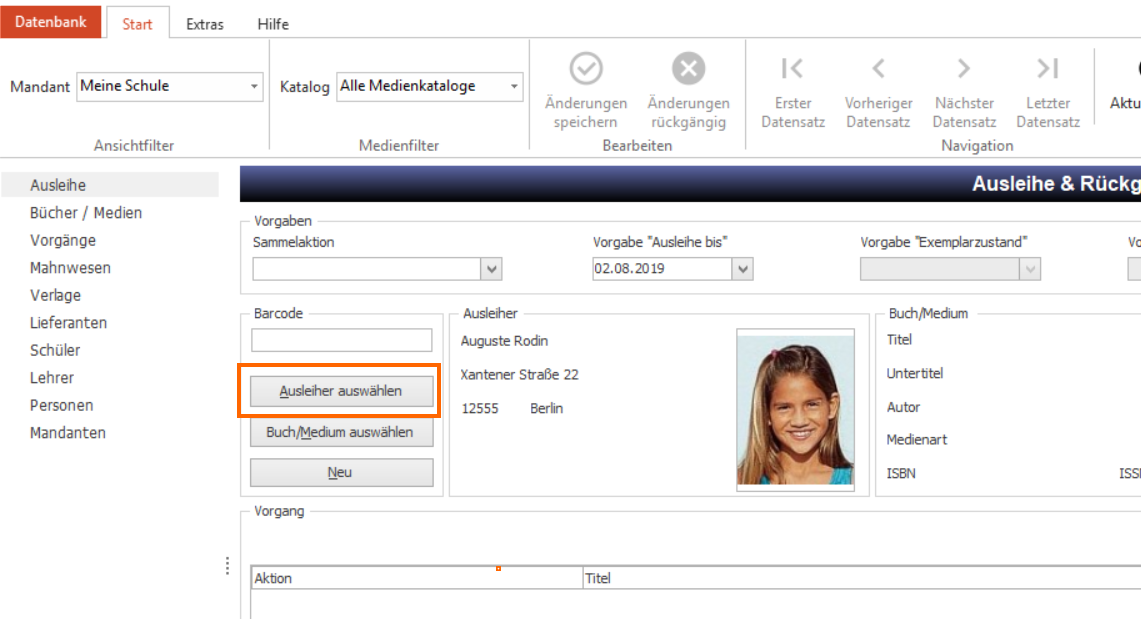 Datenbank Start Extras Hilfe
Mandant Meine Schule
Ansichtfilter
Katalog Alle Medienkataloge
Medienfilter
Änderungen speichern
Änderungen rückgängig
Bearbeiten
Erster Datensatz
Vorheriger Datensatz
Nächster Datensatz
Letzter Datensatz
Navigation
Aktu
Ausleihe
Bücher / Medien
Vorgänge
Mahnwesen
Verlage
Lieferanten
Schüler
Lehrer
Personen
Mandanten
Ausleihe & Rückg
Vorgaben
Sammelaktion
Vorgabe "Ausleihe bis"
02.08.2019
Vorgabe "Exemplarzustand"
Vo
Barcode
Ausleiher auswählen
Buch/Medium auswählen
Neu
Ausleiher
Auguste Rodin
Xantener Straße 22
12555 Berlin
Buch/Medium
Titel
Untertitel
Autor
Medienart
ISBN
ISS
Vorgang
Aktion Titel